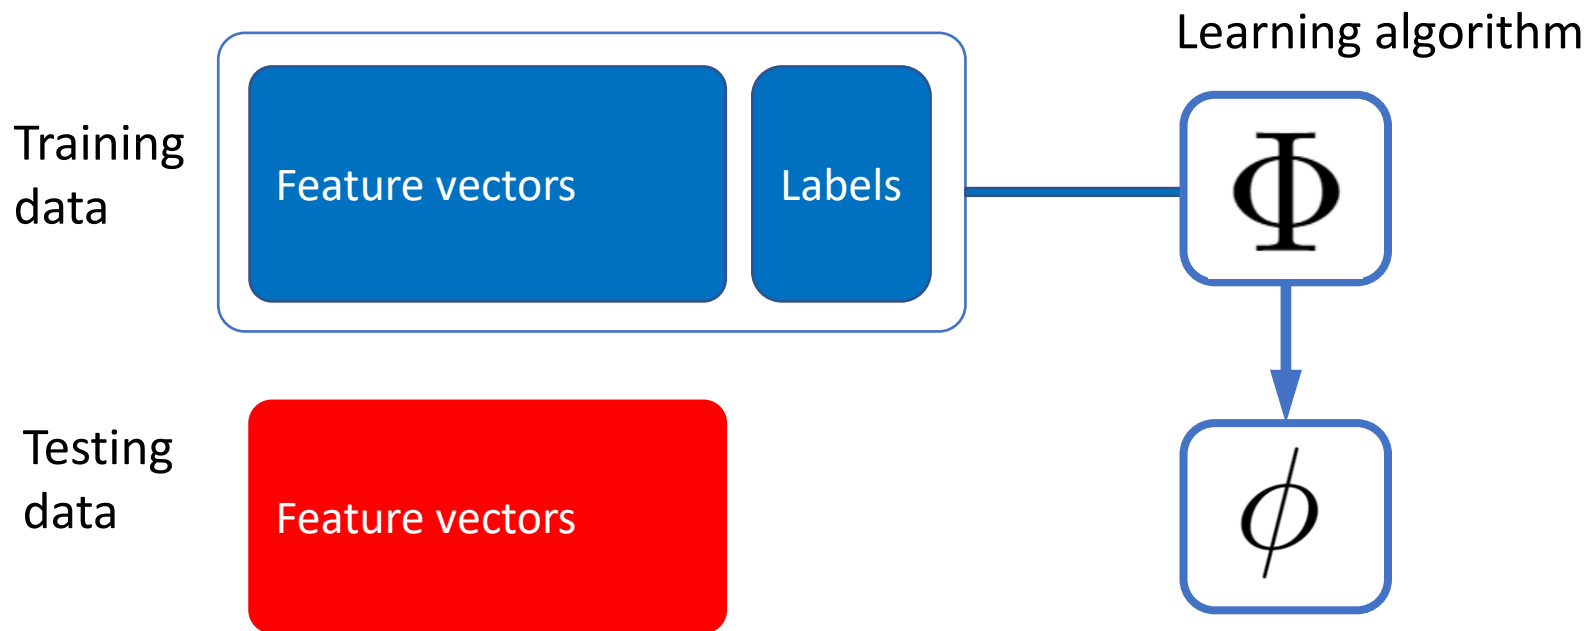 Learning algorithm
Training
data
Feature vectors
Labels
Φ
Testing
data
Feature vectors
ϕ